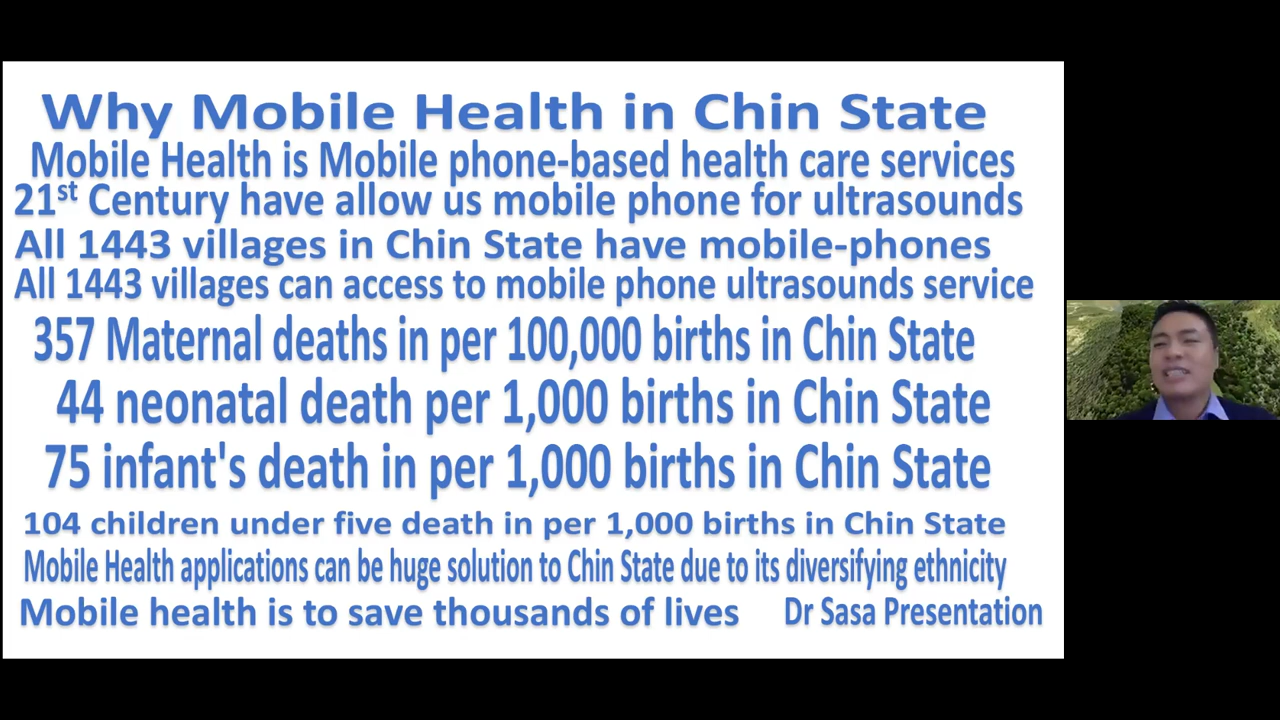 Why Mobile Health in Chin State
Mobile Health is Mobile phone-based health care services
21st Century have allow us mobile phone for ultrasounds
All 1443 villages in Chin State have mobile-phones
All 1443 villages can access to mobile phone ultrasounds service
357 Maternal deaths in per 100,000 births in Chin State
44 neonatal death per 1,000 births in Chin State
75 infant's death in per 1,000 births in Chin State
104 children under five death in per 1,000 births in Chin State
Mobile Health applications can be huge solution to Chin State due to its diversifying ethnicity
Mobile health is to save thousands of lives Dr Sasa Presentation